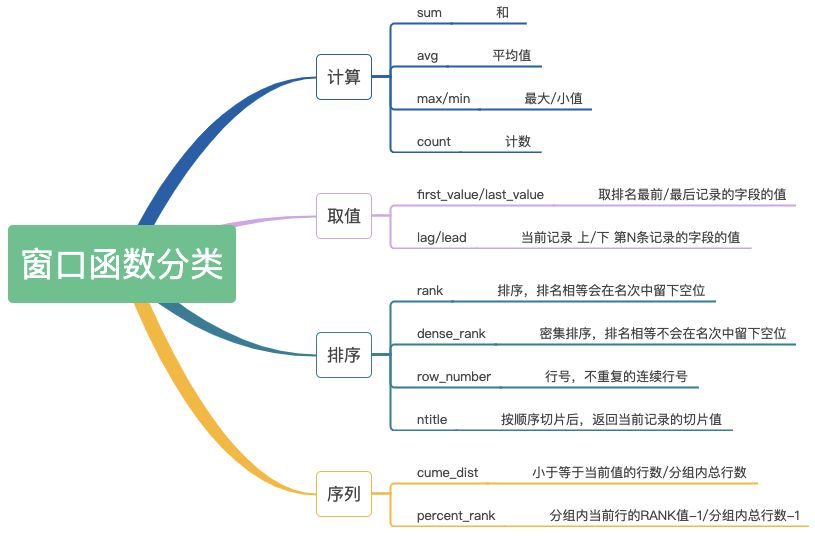 窗口函数分类
计算
sum 和
avg 平均值
max/min 最大/小值
count 计数
取值
first_value/last_value 取排名最前/最后记录的字段的值
lag/lead 当前记录 上/下 第N条记录的字段的值
排序
rank 排序，排名相等会在名次中留下空位
dense_rank 密集排序，排名相等不会在名次中留下空位
row_number 行号，不重复的连续行号
ntitle 按顺序切片后，返回当前记录的切片值
序列
cume_dist 小于等于当前值的行数/分组内总行数
percent_rank 分组内当前行的RANK值-1/分组内总行数-1